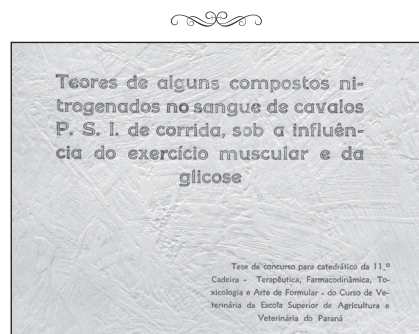 Teores de alguns compostos ni-
trogenados no sangue de cavalos
P. S. I. de corrida, sob a influên-
cia do exercício muscular e da
glicose
Tese de concurso para catedrático da 11.ª
Cadeira - Terapêutica, Farmacodinâmica, To-
xicologia e Arte de Formular - do Curso de Ve-
terinária da Escola Superior de Agricultura e
Veterinária do Paraná